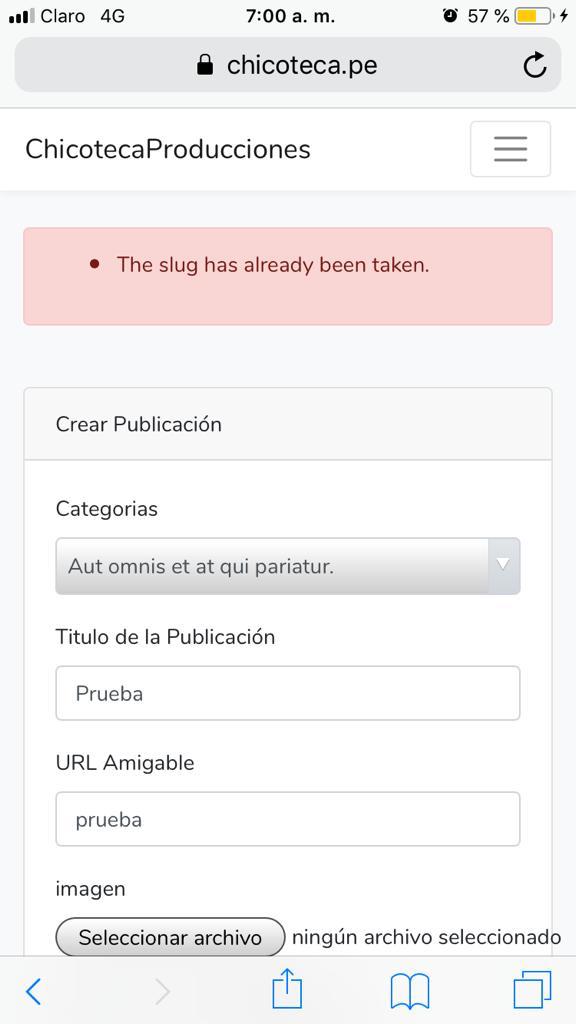 Claro 4G 7:00 a. m. 57 %
chicoteca.pe
ChicotecaProducciones
The slug has already been taken.
Crear Publicación
Categorias
Aut omnis et at qui pariatur.
Titulo de la Publicación
Prueba
URL Amigable
prueba
imagen
Seleccionar archivo ningún archivo seleccionado